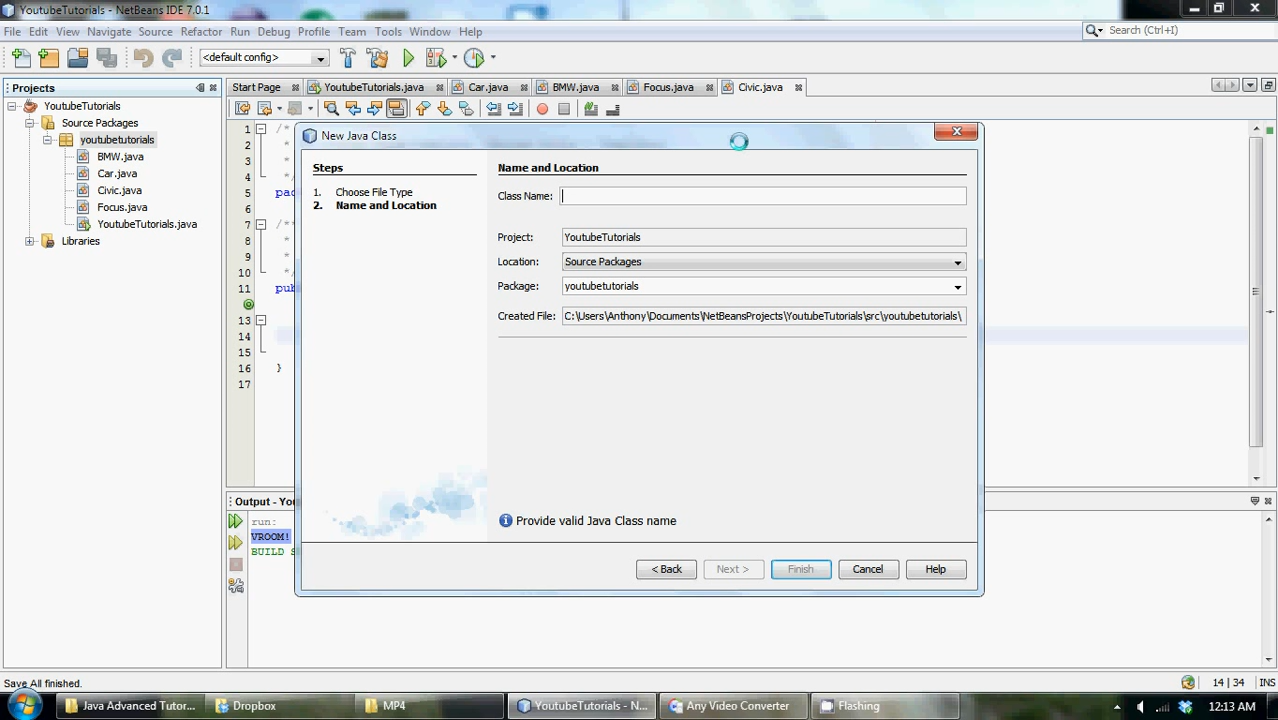 YoutubeTutorials - NetBeans IDE 7.0.1
File Edit View Navigate Source Refactor Run Debug Profile Team Tools Window Help
Search (Ctrl+I)
<default config>
Projects
Start Page YoutubeTutorials.java Car.java BMW.java Focus.java Civic.java
YoutubeTutorials
Source Packages
youtubetutorials
BMW.java
Car.java
Civic.java
Focus.java
YoutubeTutorials.java
Libraries
1 /*
2 *
3 *
4 */
5 pac
6
7 /**
8 *
9 *
10 */
11 pub
13
14
15
16 }
17
New Java Class
Steps
1. Choose File Type
2. Name and Location
Name and Location
Class Name:
Project: YoutubeTutorials
Location: Source Packages
Package: youtubetutorials
Created File: C:\Users\Anthony\Documents\NetBeansProjects\YoutubeTutorials\src\youtubetutorials\
Provide valid Java Class name
< Back Next > Finish Cancel Help
Output - You
run:
VROOM!
BUILD S
Save All finished.
14 | 34 INS
Java Advanced Tutor... Dropbox MP4 YoutubeTutorials - N... Any Video Converter Flashing 12:13 AM